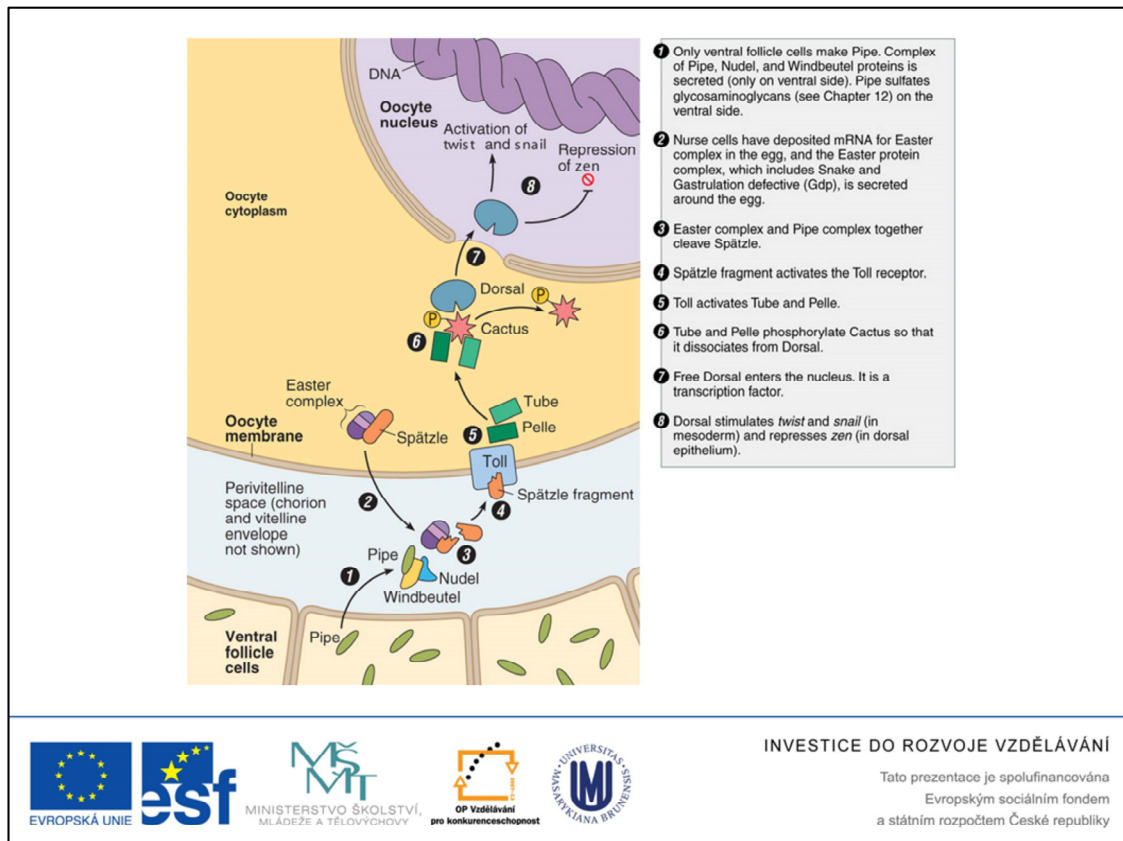 DNA
Oocyte
nucleus
Activation of
twist and snail
Repression
of zen
8
Oocyte
cytoplasm
7
Dorsal
P
P
Cactus
6
Easter
complex
Tube
Oocyte
membrane
Spätzle
5
Pelle
Toll
Perivitelline
space (chorion
and vitelline
envelope
not shown)
2
Spätzle fragment
4
3
Pipe
1
Nudel
Windbeutel
Pipe
Ventral
follicle
cells
1 Only ventral follicle cells make Pipe. Complex
of Pipe, Nudel, and Windbeutel proteins is
secreted (only on ventral side). Pipe sulfates
glycosaminoglycans (see Chapter 12) on the
ventral side.
2 Nurse cells have deposited mRNA for Easter
complex in the egg, and the Easter protein
complex, which includes Snake and
Gastrulation defective (Gdp), is secreted
around the egg.
3 Easter complex and Pipe complex together
cleave Spätzle.
4 Spätzle fragment activates the Toll receptor.
5 Toll activates Tube and Pelle.
6 Tube and Pelle phosphorylate Cactus so that
it dissociates from Dorsal.
7 Free Dorsal enters the nucleus. It is a
transcription factor.
8 Dorsal stimulates twist and snail (in
mesoderm) and represses zen (in dorsal
epithelium).
EVROPSKÁ UNIE
esf
MŠMT
MINISTERSTVO ŠKOLSTVÍ,
MLÁDEŽE A TĚLOVÝCHOVY
OP Vzdělávání
pro konkurenceschopnost
UNIVERSITAS
MASARYKIANA BRUNENSIS
INVESTICE DO ROZVOJE VZDĚLÁVÁNÍ
Tato prezentace je spolufinancována
Evropským sociálním fondem
a státním rozpočtem České republiky